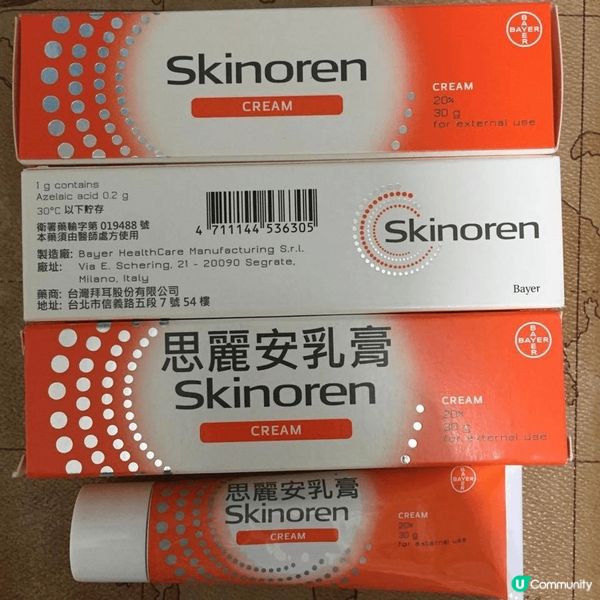 Skinoren
CREAM
BAYER
BAYER
CREAM
20%
30 g
for external use
1 g contains
Azelaic acid 0.2 g
30°C 以下貯存
衛署藥輸字第 019488 號
本藥須由醫師處方使用
製造廠: Bayer HealthCare Manufacturing S.r.l.
廠址: Via E. Schering, 21 - 20090 Segrate,
Milano, Italy
藥商: 台灣拜耳股份有限公司
地址: 台北市信義路五段 7 號 54 樓
4 711144 536305
Skinoren
Bayer
思麗安乳膏
Skinoren
CREAM
BAYER
BAYER
CREAM
20%
30 g
for external use
思麗安乳膏
Skinoren
CREAM
BAYER
BAYER
CREAM
20%
30 g
for external use
U Community